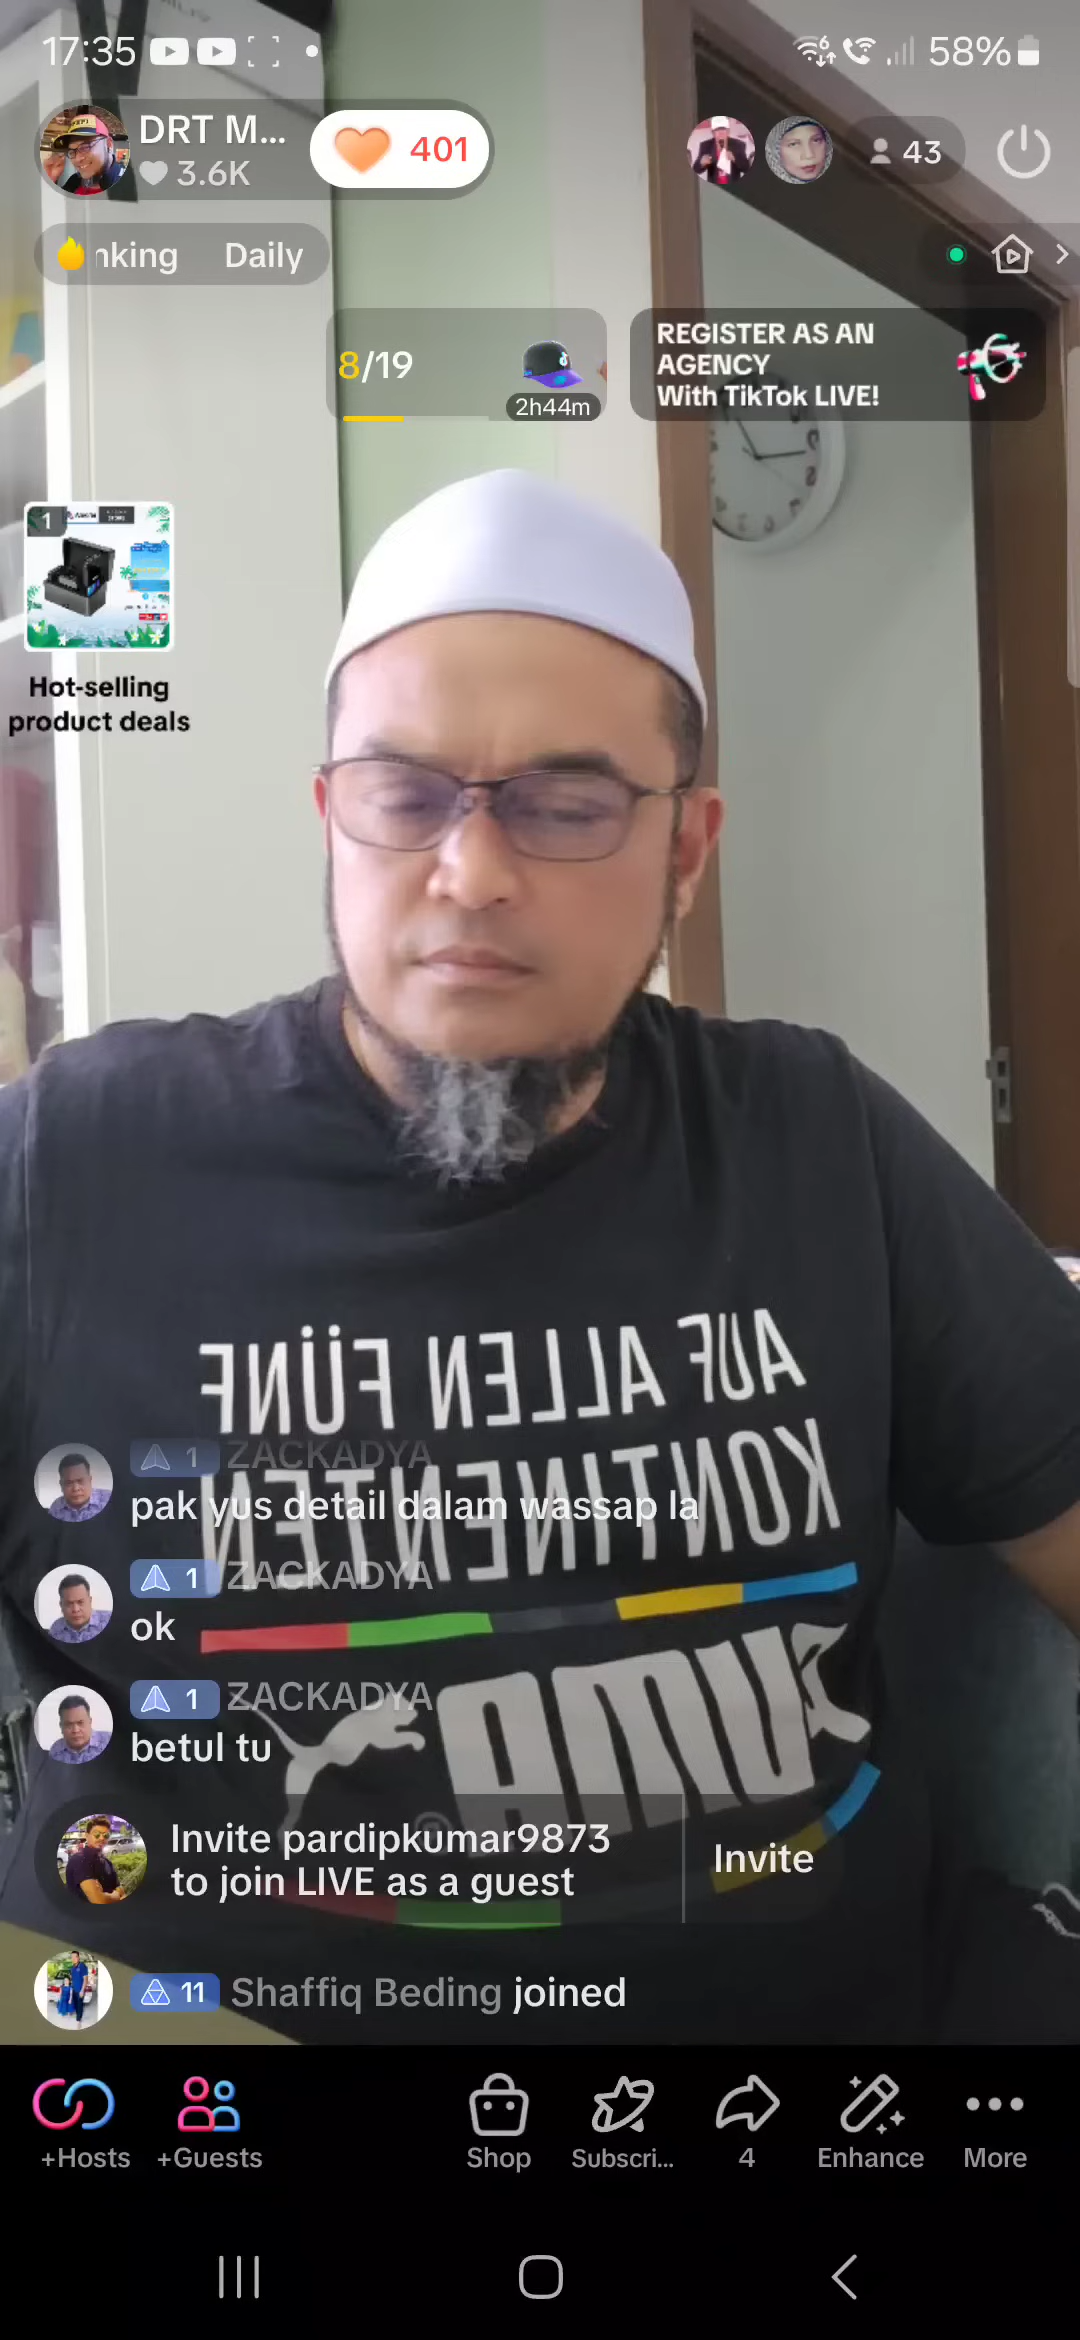 17:35
58%
DRT M...
3.6K
401
43
nking
Daily
8/19
2h44m
REGISTER AS AN
AGENCY
With TikTok LIVE!
1
Hot-selling
product deals
AUF ALLEN FÜNF
KONTINENTEN
PUMA
1 ZACKADYA
pak yus detail dalam wassap la
1 ZACKADYA
ok
1 ZACKADYA
betul tu
Invite pardipkumar9873
to join LIVE as a guest
Invite
11 Shaffiq Beding joined
+Hosts
+Guests
Shop
Subscri...
4
Enhance
More